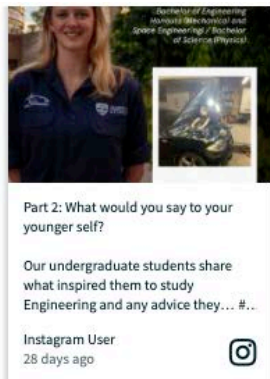 Bachelor of Engineering
Honours (Mechanical and
Space Engineering) / Bachelor
of Science (Physics)
Part 2: What would you say to your
younger self?
Our undergraduate students share
what inspired them to study
Engineering and any advice they... #...
Instagram User
28 days ago